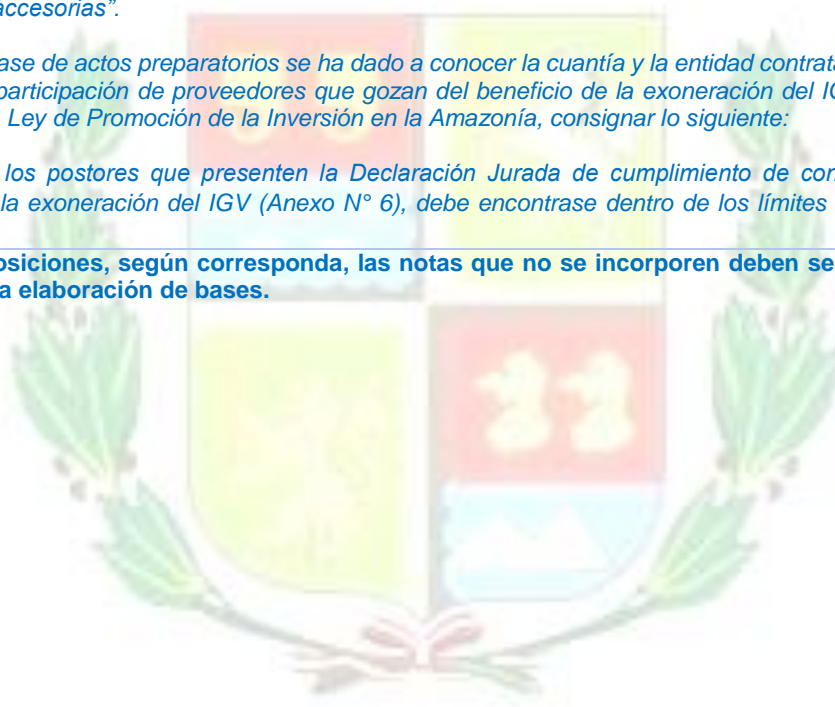 accesorias”.
ase de actos preparatorios se ha dado a conocer la cuantía y la entidad contrata
participación de proveedores que gozan del beneficio de la exoneración del IG
Ley de Promoción de la Inversión en la Amazonía, consignar lo siguiente:
los postores que presenten la Declaración Jurada de cumplimiento de con
la exoneración del IGV (Anexo N° 6), debe encontrase dentro de los límites
osiciones, según corresponda, las notas que no se incorporen deben se
a elaboración de bases.